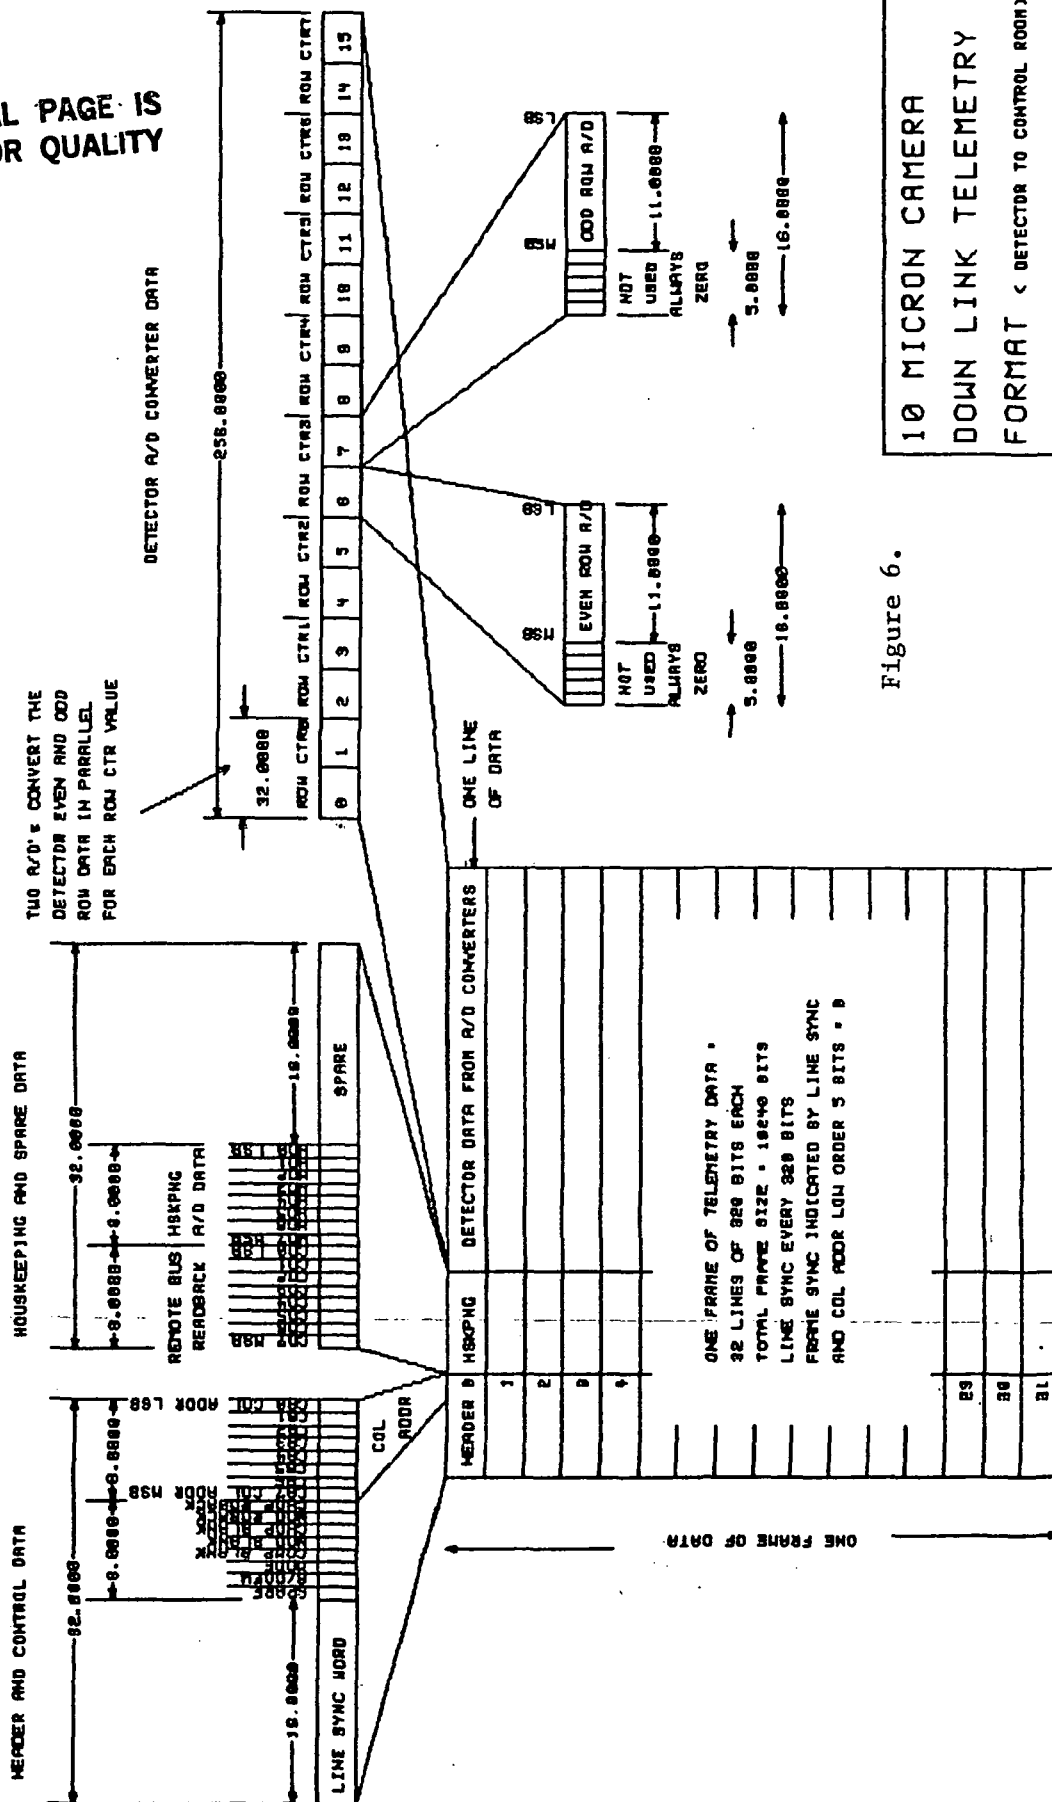 L PAGE IS
OR QUALITY
HEADER AND CONTROL DATA
HOUSKEEPING AND SPARE DATA
TWO A/D's CONVERT THE
DETECTOR EVEN AND ODD
ROW DATA IN PARALLEL
FOR EACH ROW CTR VALUE
DETECTOR A/D CONVERTER DATA
32.0000
8.0000
8.0000
16.0000
LINE SYNC WORD
SPARE
COL ADDR MSB
COL ADDR LSB
COL
ADDR
32.0000
8.0000
8.0000
REMOTE BUS
READBACK
HSKPNG
A/D DATA
MSB
LSB
MSB
LSB
16.0000
SPARE
256.0000
32.0000
ROW CTR0
ROW CTR1
ROW CTR2
ROW CTR3
ROW CTR4
ROW CTR5
ROW CTR6
ROW CTR7
0 1 2 3 4 5 6 7 8 9 10 11 12 13 14 15
HEADER 0 HSKPNG DETECTOR DATA FROM A/D CONVERTERS
ONE LINE
OF DATA
1
2
3
4
ONE FRAME OF TELEMETRY DATA =
32 LINES OF 320 BITS EACH
TOTAL FRAME SIZE = 10240 BITS
LINE SYNC EVERY 320 BITS
FRAME SYNC INDICATED BY LINE SYNC
AND COL ADDR LOW ORDER 5 BITS = 0
29
30
31
ONE FRAME OF DATA
MSB
LSB
EVEN ROW A/D
NOT
USED
ALWAYS
ZERO
11.0000
5.0000
16.0000
MSB
LSB
ODD ROW A/D
NOT
USED
ALWAYS
ZERO
11.0000
5.0000
16.0000
Figure 6.
10 MICRON CAMERA
DOWN LINK TELEMETRY
FORMAT < DETECTOR TO CONTROL ROOM>